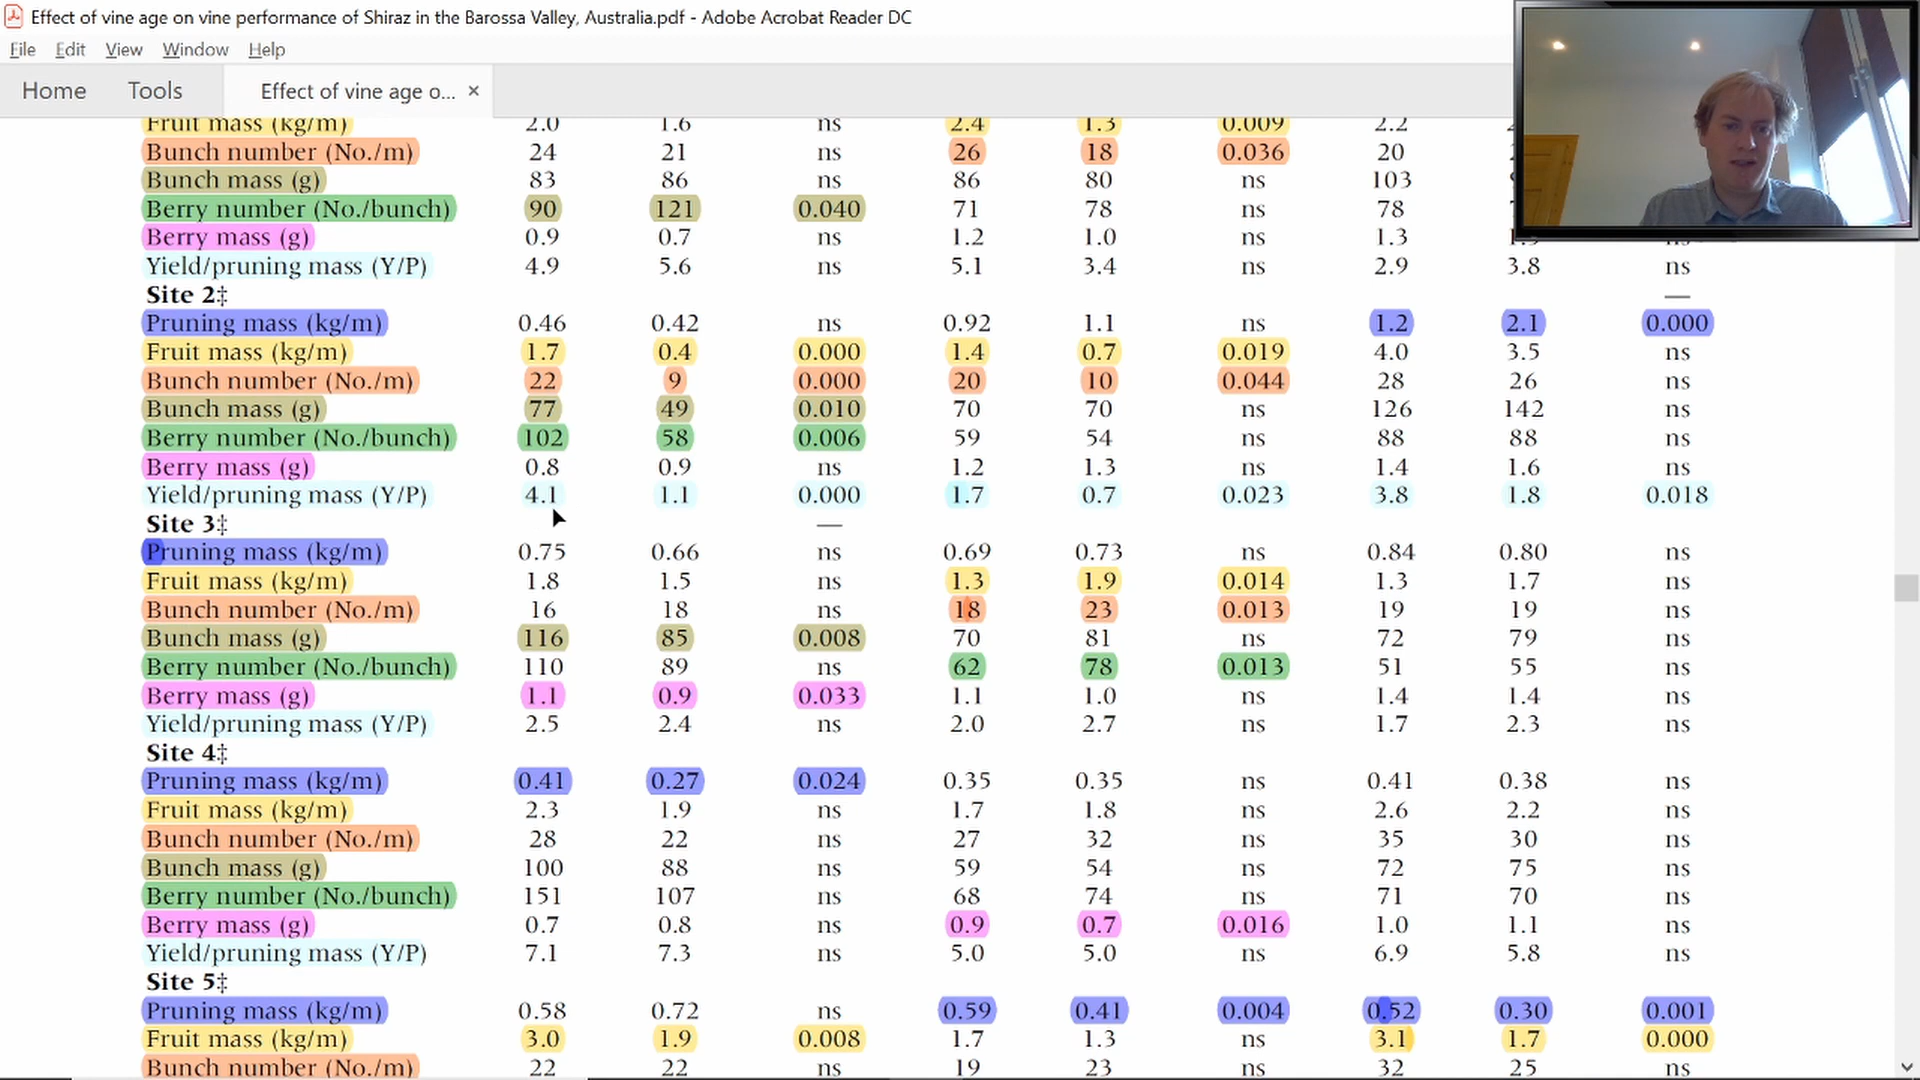 Effect of vine age on vine performance of Shiraz in the Barossa Valley, Australia.pdf - Adobe Acrobat Reader DC
File Edit View Window Help
Home Tools Effect of vine age o... ×
Fruit mass (kg/m) 2.0 1.6 ns 2.4 1.3 0.009 2.2
Bunch number (No./m) 24 21 ns 26 18 0.036 20
Bunch mass (g) 83 86 ns 86 80 ns 103
Berry number (No./bunch) 90 121 0.040 71 78 ns 78
Berry mass (g) 0.9 0.7 ns 1.2 1.0 ns 1.3
Yield/pruning mass (Y/P) 4.9 5.6 ns 5.1 3.4 ns 2.9 3.8 ns
Site 2‡ —
Pruning mass (kg/m) 0.46 0.42 ns 0.92 1.1 ns 1.2 2.1 0.000
Fruit mass (kg/m) 1.7 0.4 0.000 1.4 0.7 0.019 4.0 3.5 ns
Bunch number (No./m) 22 9 0.000 20 10 0.044 28 26 ns
Bunch mass (g) 77 49 0.010 70 70 ns 126 142 ns
Berry number (No./bunch) 102 58 0.006 59 54 ns 88 88 ns
Berry mass (g) 0.8 0.9 ns 1.2 1.3 ns 1.4 1.6 ns
Yield/pruning mass (Y/P) 4.1 1.1 0.000 1.7 0.7 0.023 3.8 1.8 0.018
Site 3‡ —
Pruning mass (kg/m) 0.75 0.66 ns 0.69 0.73 ns 0.84 0.80 ns
Fruit mass (kg/m) 1.8 1.5 ns 1.3 1.9 0.014 1.3 1.7 ns
Bunch number (No./m) 16 18 ns 18 23 0.013 19 19 ns
Bunch mass (g) 116 85 0.008 70 81 ns 72 79 ns
Berry number (No./bunch) 110 89 ns 62 78 0.013 51 55 ns
Berry mass (g) 1.1 0.9 0.033 1.1 1.0 ns 1.4 1.4 ns
Yield/pruning mass (Y/P) 2.5 2.4 ns 2.0 2.7 ns 1.7 2.3 ns
Site 4‡
Pruning mass (kg/m) 0.41 0.27 0.024 0.35 0.35 ns 0.41 0.38 ns
Fruit mass (kg/m) 2.3 1.9 ns 1.7 1.8 ns 2.6 2.2 ns
Bunch number (No./m) 28 22 ns 27 32 ns 35 30 ns
Bunch mass (g) 100 88 ns 59 54 ns 72 75 ns
Berry number (No./bunch) 151 107 ns 68 74 ns 71 70 ns
Berry mass (g) 0.7 0.8 ns 0.9 0.7 0.016 1.0 1.1 ns
Yield/pruning mass (Y/P) 7.1 7.3 ns 5.0 5.0 ns 6.9 5.8 ns
Site 5‡
Pruning mass (kg/m) 0.58 0.72 ns 0.59 0.41 0.004 0.52 0.30 0.001
Fruit mass (kg/m) 3.0 1.9 0.008 1.7 1.3 ns 3.1 1.7 0.000
Bunch number (No./m) 22 22 ns 19 23 ns 32 25 ns